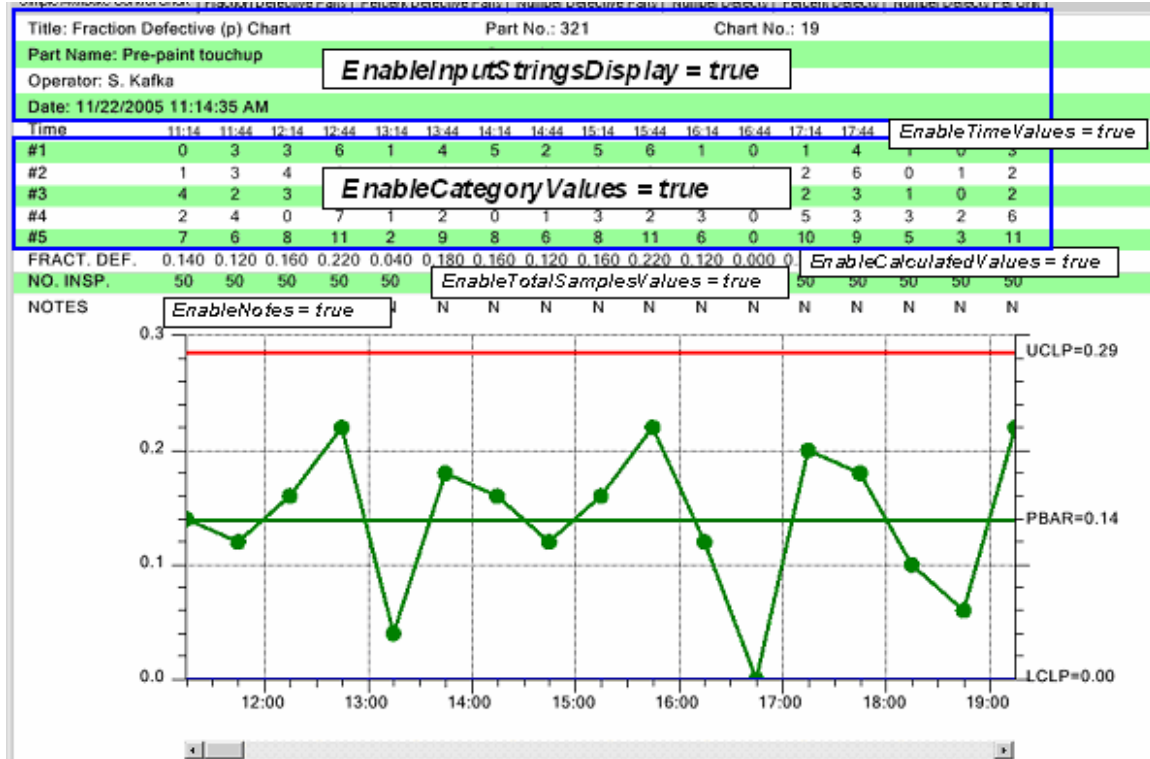 Title: Fraction Defective (p) Chart Part No.: 321 Chart No.: 19
Part Name: Pre-paint touchup
EnableInputStringsDisplay = true
Operator: S. Kafka
Date: 11/22/2005 11:14:35 AM
Time 11:14 11:44 12:14 12:44 13:14 13:44 14:14 14:44 15:14 15:44 16:14 16:44 17:14 17:44
EnableTimeValues = true
#1 0 3 3 6 1 4 5 2 5 6 1 0 1 4 1 0 3
#2 1 3 4 2 6 0 1 2
EnableCategoryValues = true
#3 4 2 3 2 3 1 0 2
#4 2 4 0 7 1 2 0 1 3 2 3 0 5 3 3 2 6
#5 7 6 8 11 2 9 8 6 8 11 6 0 10 9 5 3 11
FRACT. DEF. 0.140 0.120 0.160 0.220 0.040 0.180 0.160 0.120 0.160 0.220 0.120 0.000
EnableCalculatedValues = true
NO. INSP. 50 50 50 50 50 50 50 50 50 50
EnableTotalSamplesValues = true
NOTES N N N N N N N N N N N N N
EnableNotes = true
0.3
UCLP=0.29
0.2
PBAR=0.14
0.1
0.0
LCLP=0.00
12:00 13:00 14:00 15:00 16:00 17:00 18:00 19:00